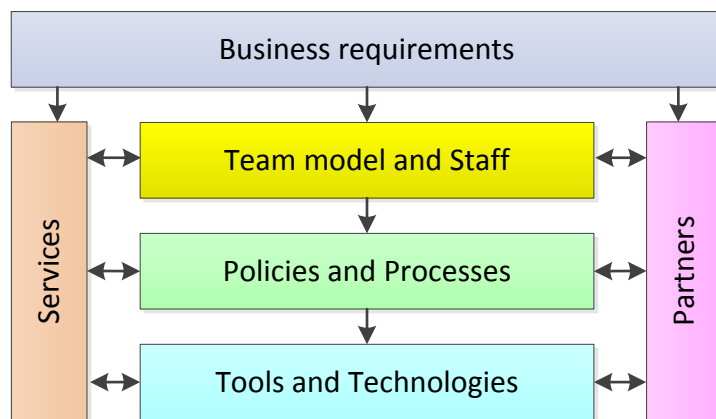 Business requirements
Team model and Staff
Services
Policies and Processes
Partners
Tools and Technologies